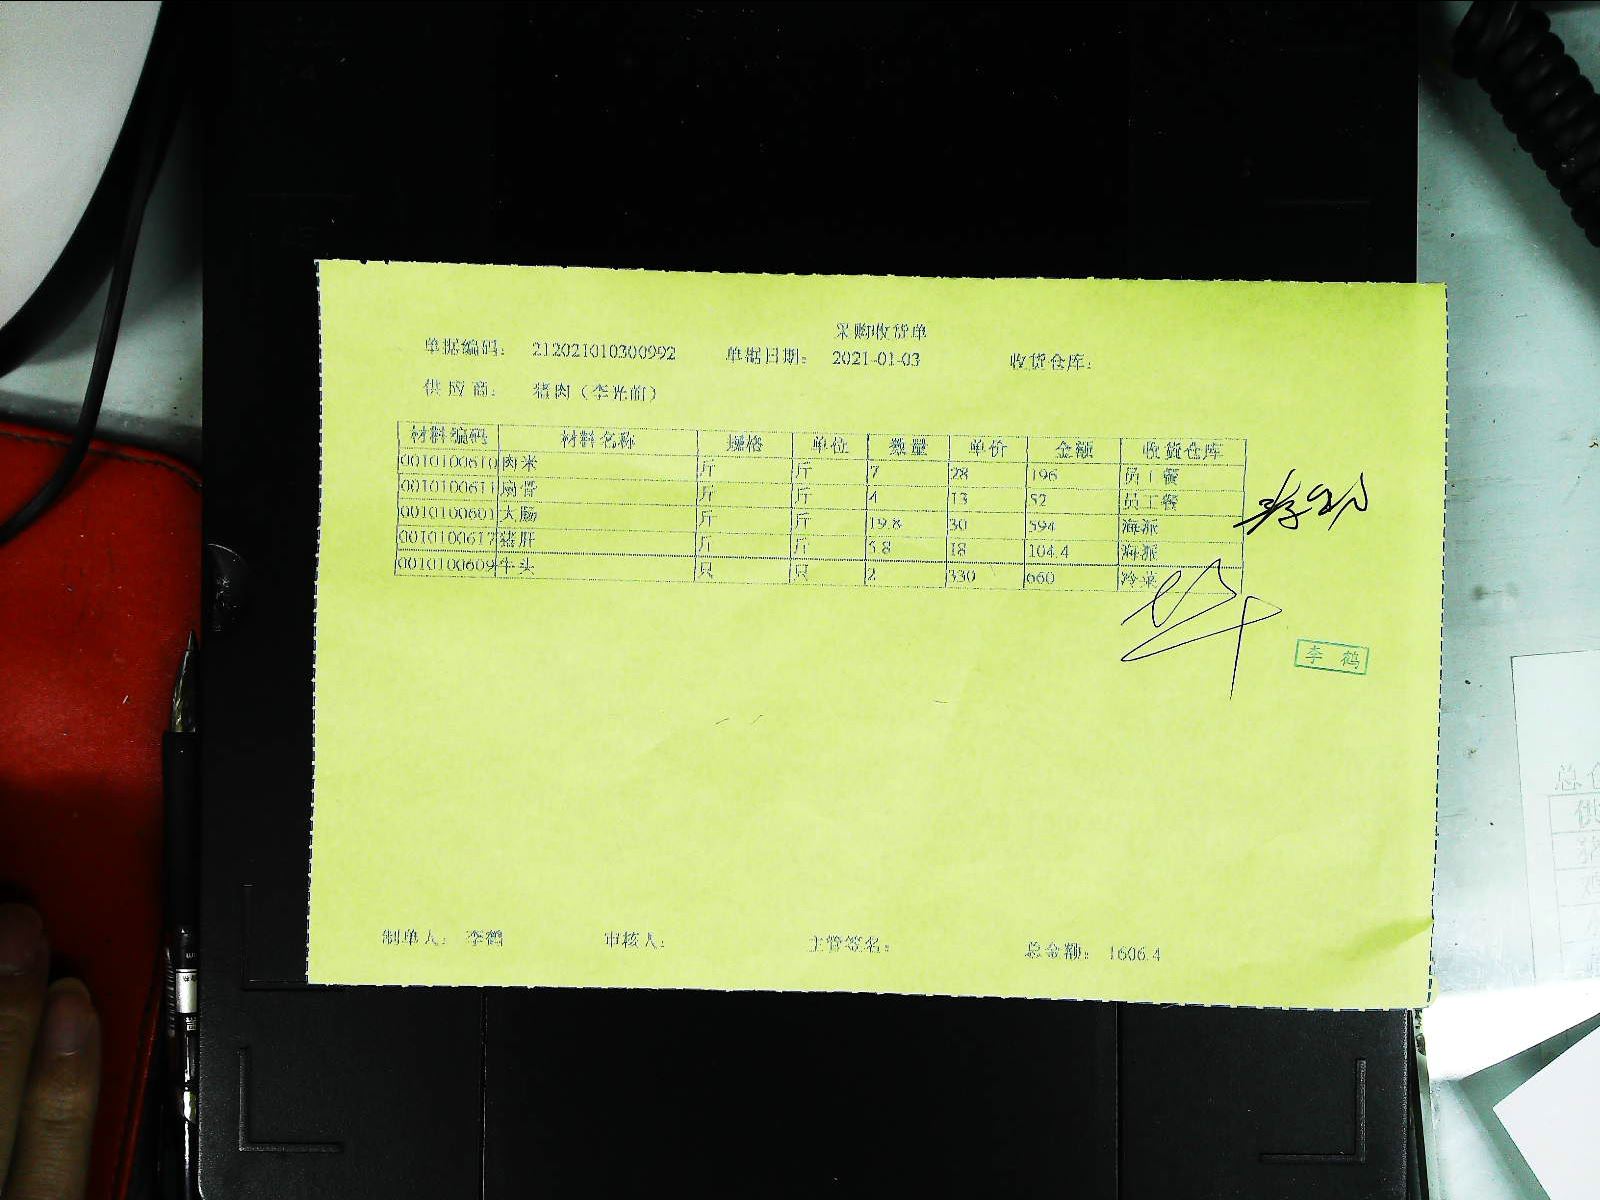 采购收货单
单据编码： 212021010300992 单据日期： 2021-01-03 收货仓库：
供应商： 猪肉（李光前）
材料编码 材料名称 规格 单位 数量 单价 金额 收货仓库
0010100610 肉米 斤 斤 7 28 196 员工餐
0010100611 扇骨 斤 斤 4 13 52 员工餐
0010100601 大肠 斤 斤 19.8 30 594 海派
0010100617 猪肝 斤 斤 5.8 18 104.4 海派
0010100609 牛头 只 只 2 330 660 冷菜
李 鹤
制单人： 李鹤 审核人： 主管签名： 总金额： 1606.4
总仓
供